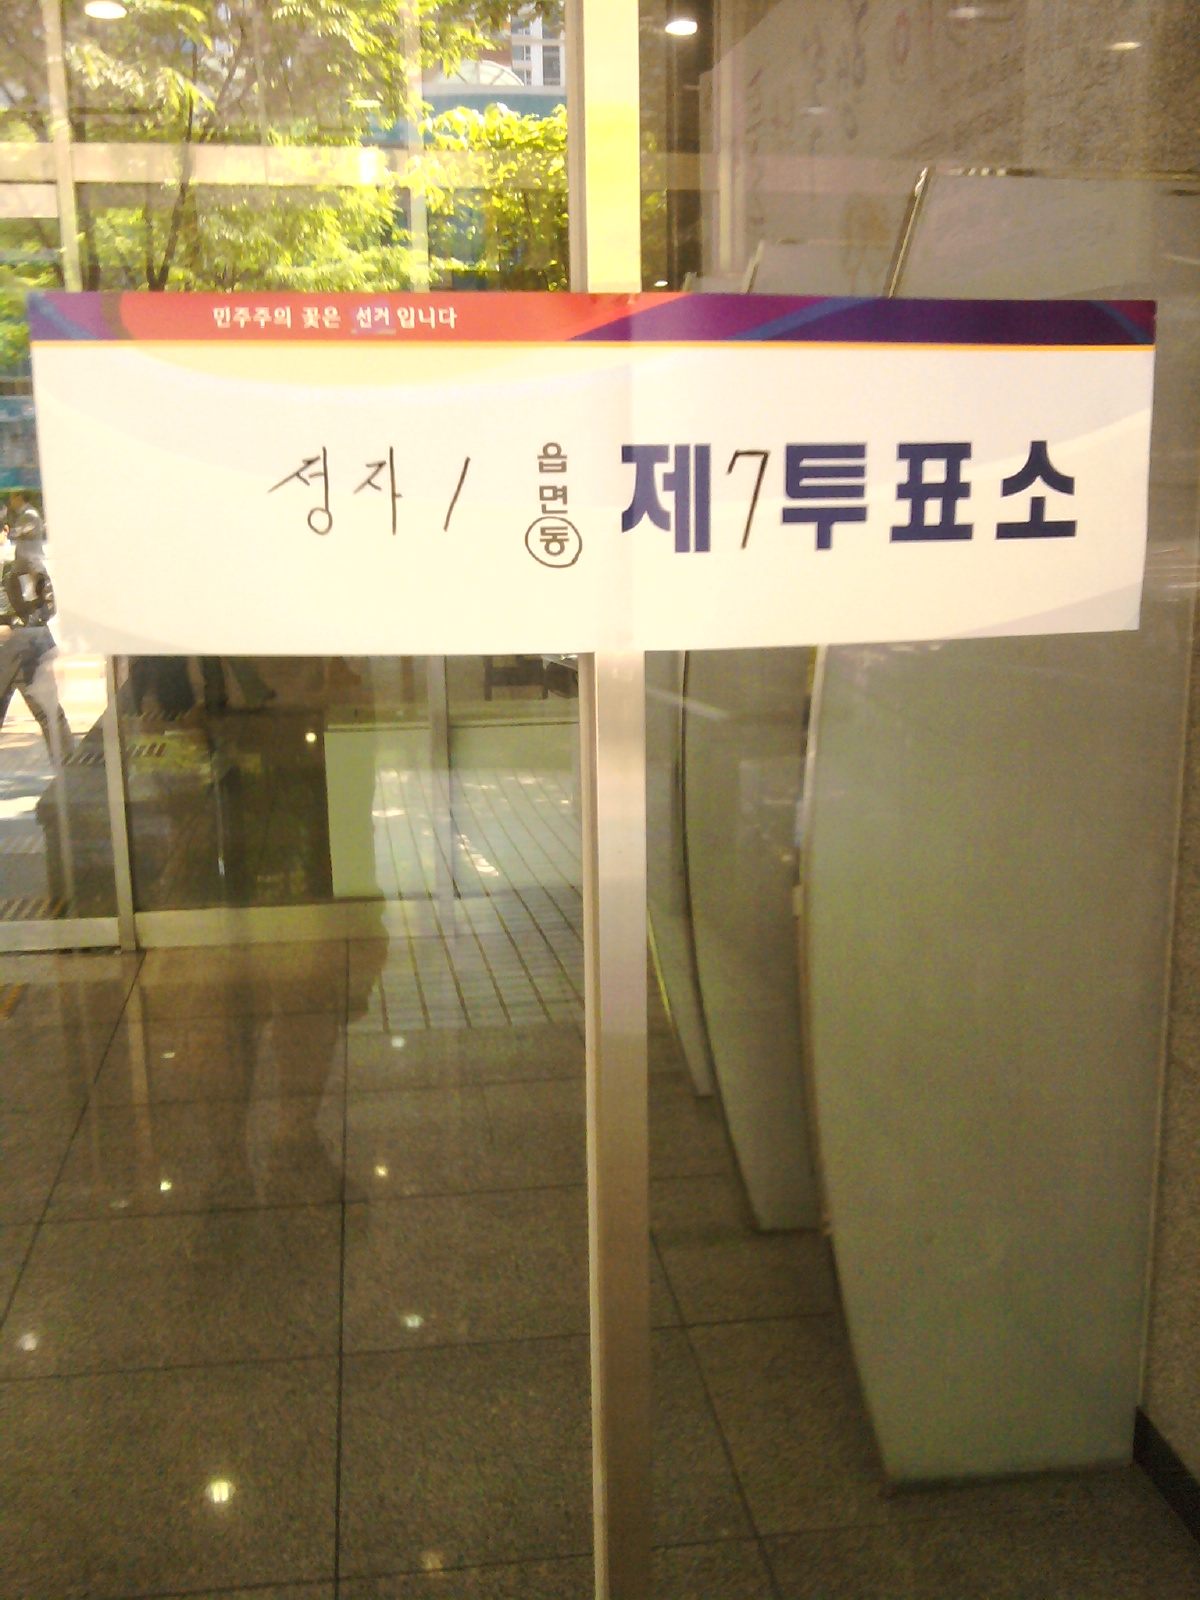 민주주의 꽃은 선거 입니다
정자 1 읍 면 동 제7투표소